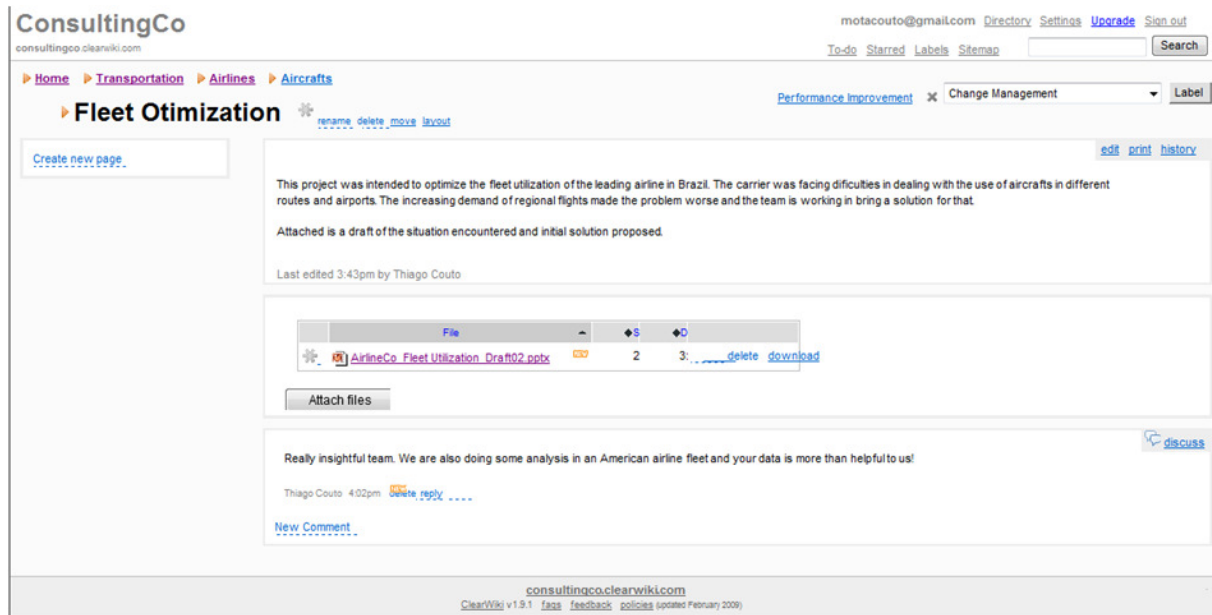 ConsultingCo
motacouto@gmail.com Directory Settings Upgrade Sign out
consultingco.clearwiki.com
To-do Starred Labels Sitemap Search
Home Transportation Airlines Aircrafts
Performance Improvement Change Management Label
Fleet Otimization
rename delete move layout
Create new page
edit print history
This project was intended to optimize the fleet utilization of the leading airline in Brazil. The carrier was facing dificulties in dealing with the use of aircrafts in different
routes and airports. The increasing demand of regional flights made the problem worse and the team is working in bring a solution for that.
Attached is a draft of the situation encountered and initial solution proposed.
Last edited 3:43pm by Thiago Couto
File S D
AirlineCo_Fleet Utilization_Draft02.pptx NEW 2 3: delete download
Attach files
discuss
Really insightful team. We are also doing some analysis in an American airline fleet and your data is more than helpful to us!
Thiago Couto 4:02pm delete reply
New Comment
consultingco.clearwiki.com
ClearWiki v1.9.1 faqs feedback policies (updated February 2009)